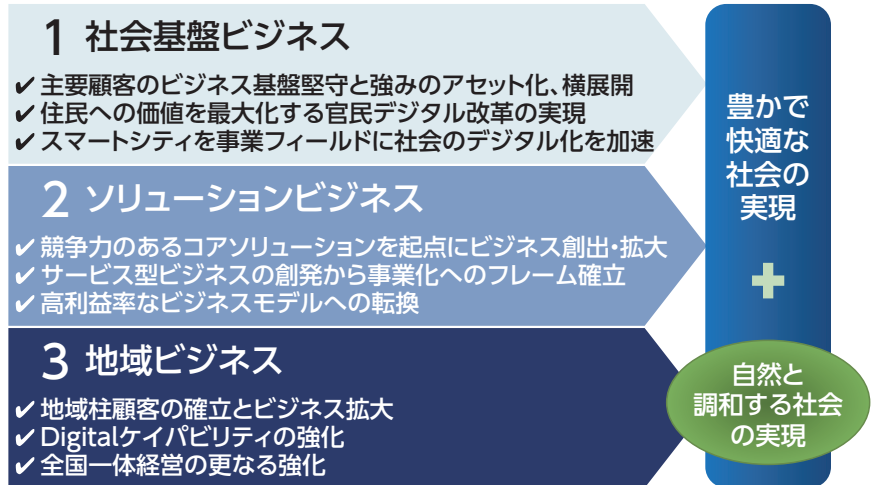 1 社会基盤ビジネス
✔ 主要顧客のビジネス基盤堅守と強みのアセット化、横展開
✔ 住民への価値を最大化する官民デジタル改革の実現
✔ スマートシティを事業フィールドに社会のデジタル化を加速
2 ソリューションビジネス
✔ 競争力のあるコアソリューションを起点にビジネス創出・拡大
✔ サービス型ビジネスの創発から事業化へのフレーム確立
✔ 高利益率なビジネスモデルへの転換
3 地域ビジネス
✔ 地域柱顧客の確立とビジネス拡大
✔ Digitalケイパビリティの強化
✔ 全国一体経営の更なる強化
豊かで
快適な
社会の
実現
+
自然と
調和する社会
の実現